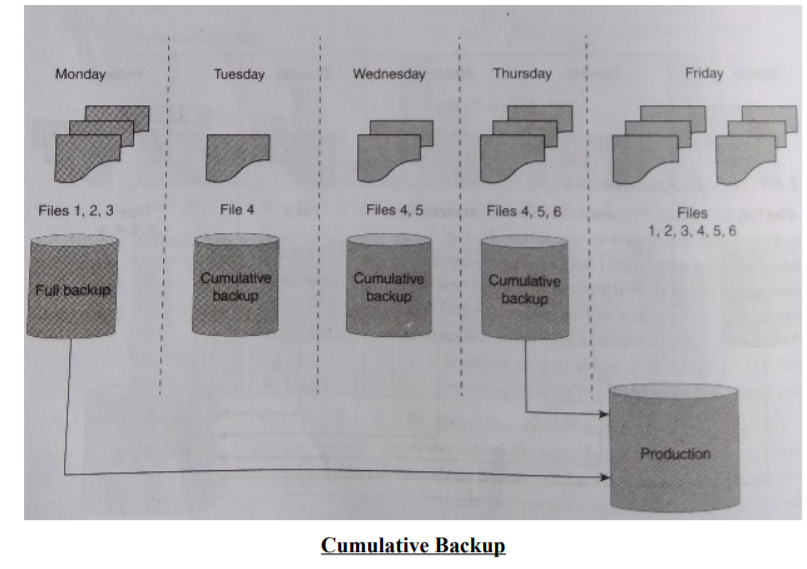 Monday
Tuesday
Wednesday
Thursday
Friday
Files 1, 2, 3
File 4
Files 4, 5
Files 4, 5, 6
Files
1, 2, 3, 4, 5, 6
Full backup
Cumulative
backup
Cumulative
backup
Cumulative
backup
Production
Cumulative Backup